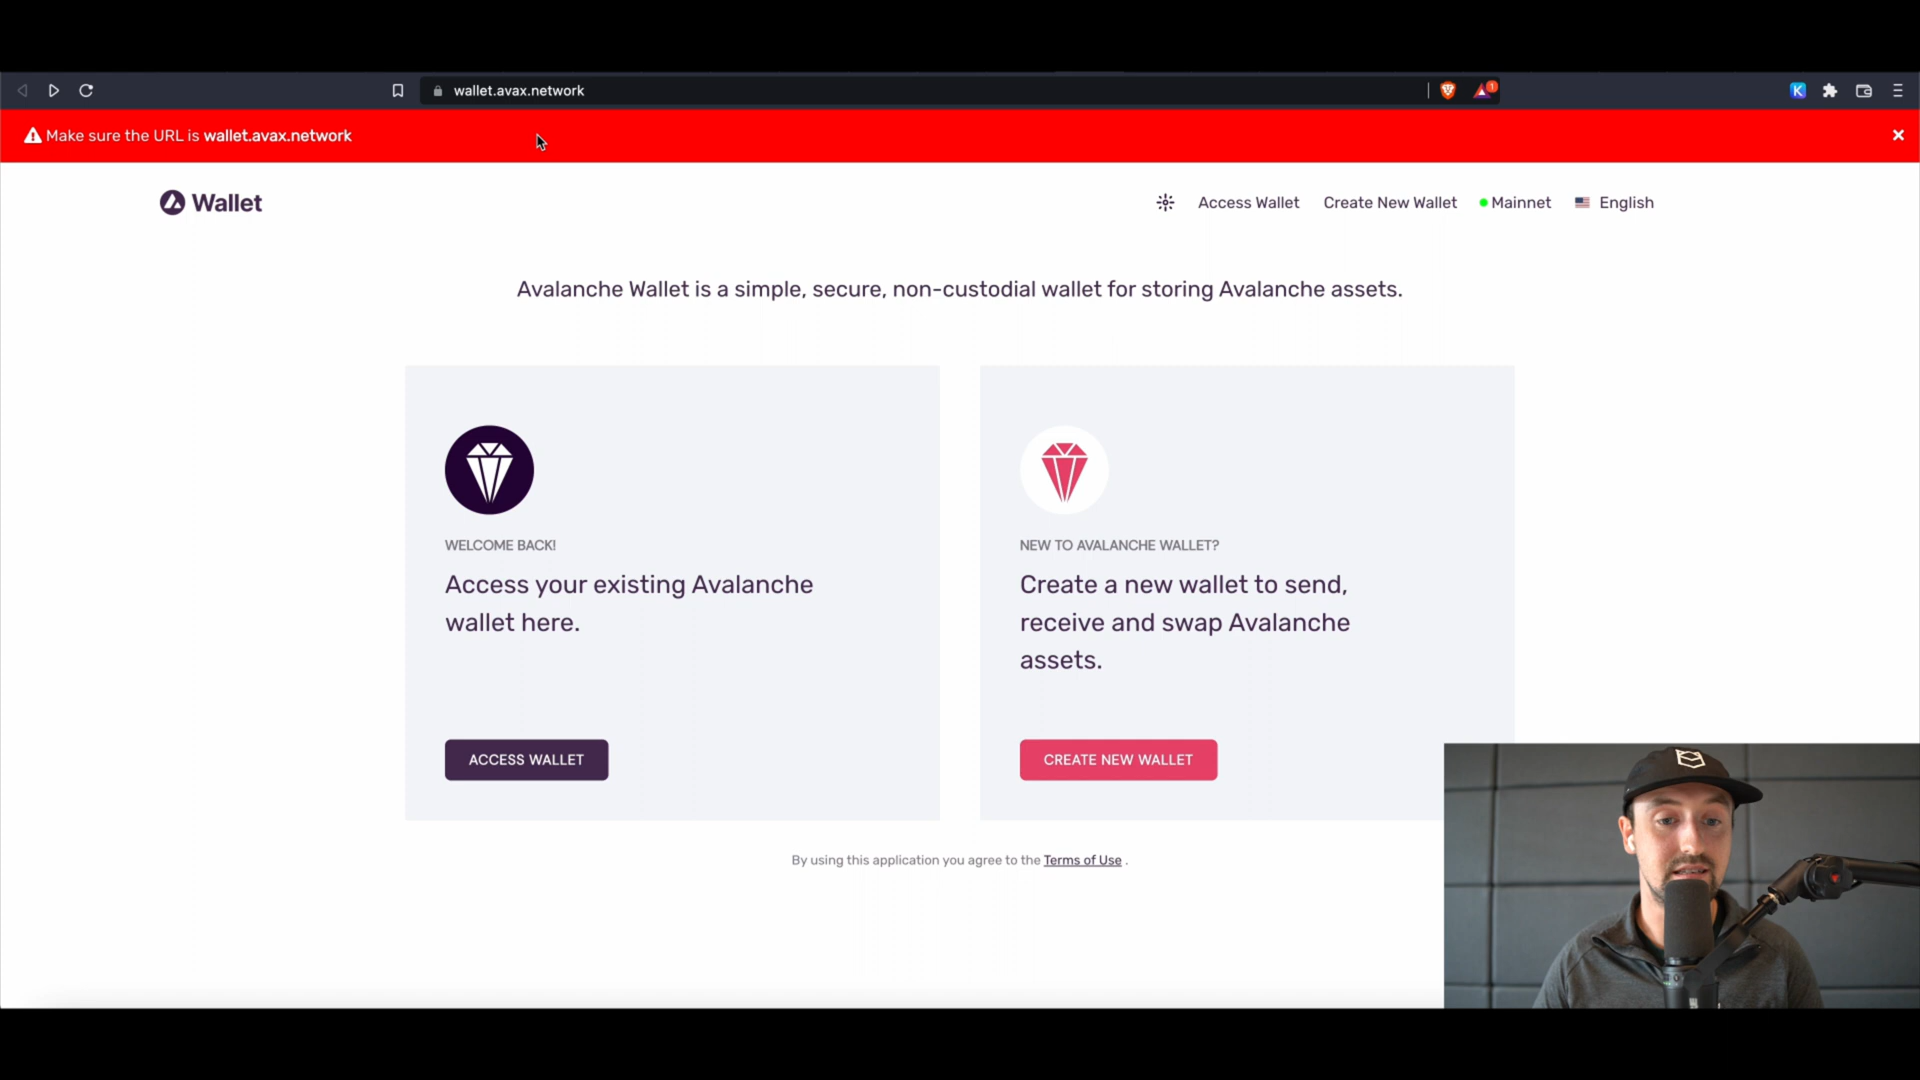 wallet.avax.network
1
K
Make sure the URL is wallet.avax.network
Wallet
Access Wallet
Create New Wallet
Mainnet
English
Avalanche Wallet is a simple, secure, non-custodial wallet for storing Avalanche assets.
WELCOME BACK!
Access your existing Avalanche
wallet here.
ACCESS WALLET
NEW TO AVALANCHE WALLET?
Create a new wallet to send,
receive and swap Avalanche
assets.
CREATE NEW WALLET
By using this application you agree to the Terms of Use .